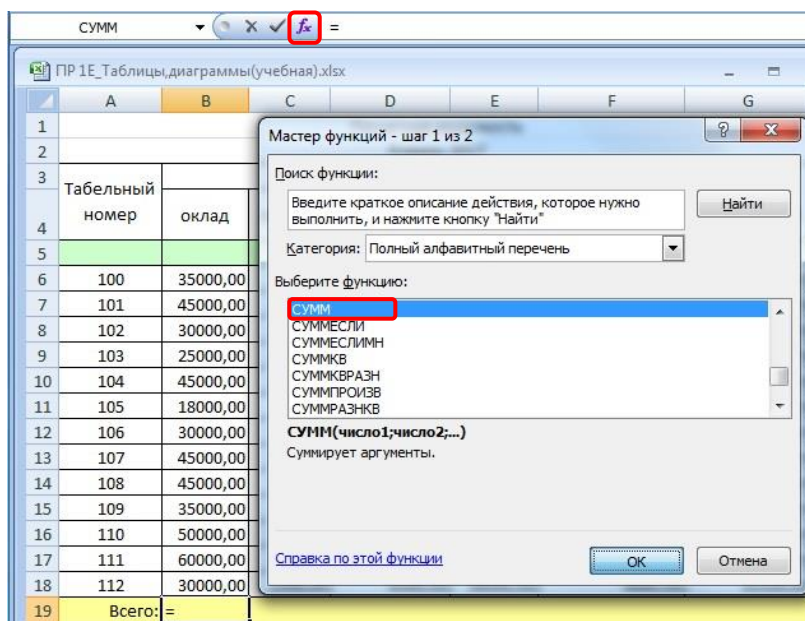 СУММ fx =
ПР 1Е_Таблицы,диаграммы(учебная).xlsx
A B C D E F G
1
2
3
4
Табельный номер оклад
5
6 100 35000,00
7 101 45000,00
8 102 30000,00
9 103 25000,00
10 104 45000,00
11 105 18000,00
12 106 30000,00
13 107 45000,00
14 108 45000,00
15 109 35000,00
16 110 50000,00
17 111 60000,00
18 112 30000,00
19 Всего: =
Мастер функций - шаг 1 из 2
Поиск функции:
Введите краткое описание действия, которое нужно
выполнить, и нажмите кнопку "Найти"
Найти
Категория: Полный алфавитный перечень
Выберите функцию:
СУММ
СУММЕСЛИ
СУММЕСЛИМН
СУММКВ
СУММКВРАЗН
СУММПРОИЗВ
СУММРАЗНКВ
СУММ(число1;число2;...)
Суммирует аргументы.
Справка по этой функции
ОК Отмена